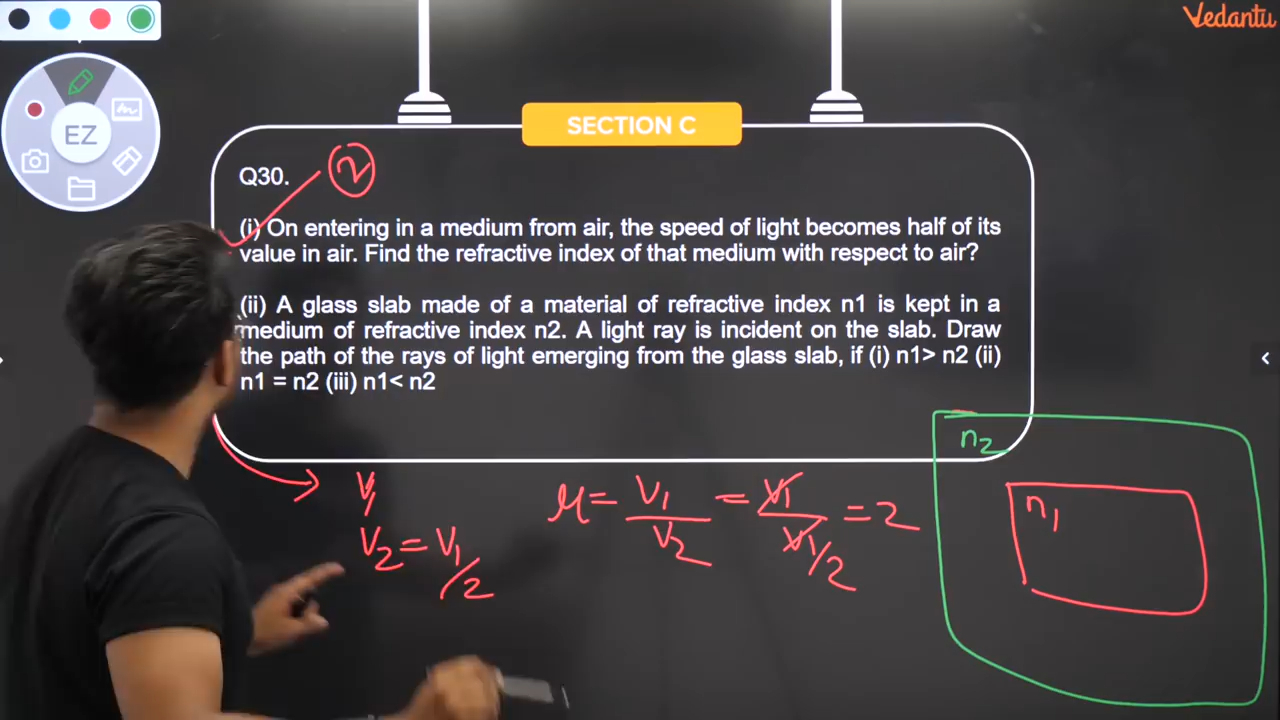 Vedantu
EZ
SECTION C
Q30.
2
(i) On entering in a medium from air, the speed of light becomes half of its
value in air. Find the refractive index of that medium with respect to air?
(ii) A glass slab made of a material of refractive index n1 is kept in a
medium of refractive index n2. A light ray is incident on the slab. Draw
the path of the rays of light emerging from the glass slab, if (i) n1> n2 (ii)
n1 = n2 (iii) n1< n2
V₁
V₂ = V₁/2
μ = V₁/V₂ = V₁/V₁/2 = 2
n₂
n₁